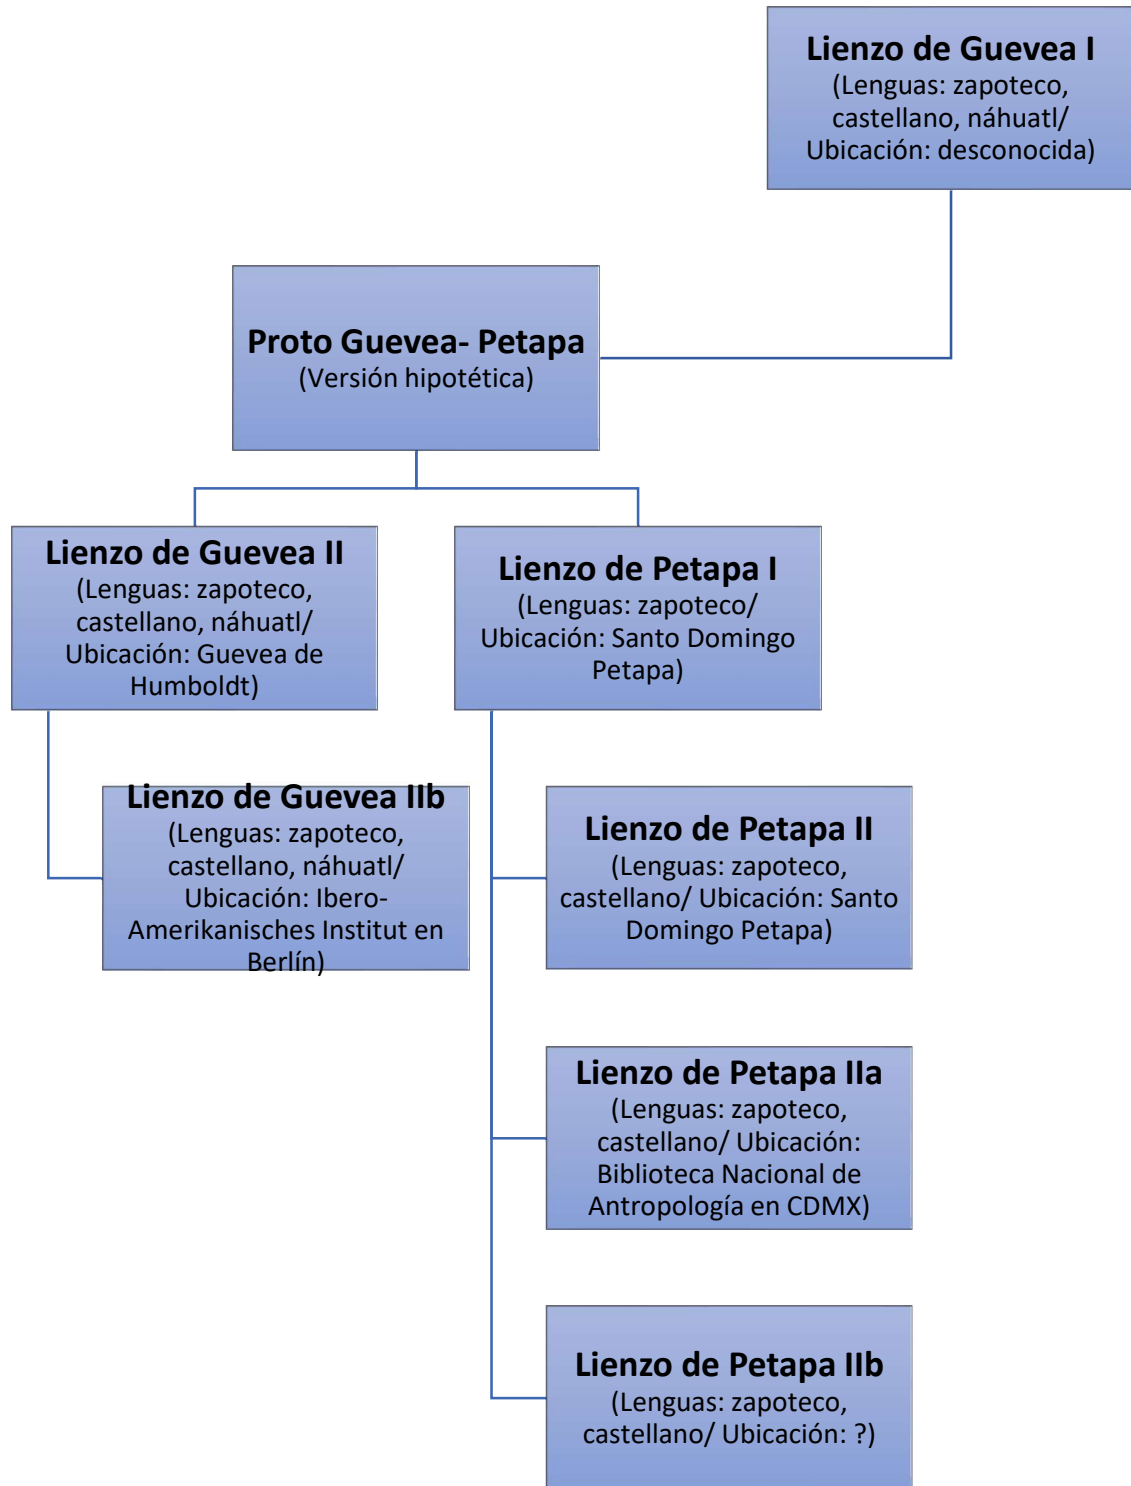 Lienzo de Guevea I
(Lenguas: zapoteco,
castellano, náhuatl/
Ubicación: desconocida)
Proto Guevea- Petapa
(Versión hipotética)
Lienzo de Guevea II
(Lenguas: zapoteco,
castellano, náhuatl/
Ubicación: Guevea de
Humboldt)
Lienzo de Petapa I
(Lenguas: zapoteco/
Ubicación: Santo Domingo
Petapa)
Lienzo de Guevea IIb
(Lenguas: zapoteco,
castellano, náhuatl/
Ubicación: Ibero-
Amerikanisches Institut en
Berlín)
Lienzo de Petapa II
(Lenguas: zapoteco,
castellano/ Ubicación: Santo
Domingo Petapa)
Lienzo de Petapa IIa
(Lenguas: zapoteco,
castellano/ Ubicación:
Biblioteca Nacional de
Antropología en CDMX)
Lienzo de Petapa IIb
(Lenguas: zapoteco,
castellano/ Ubicación: ?)